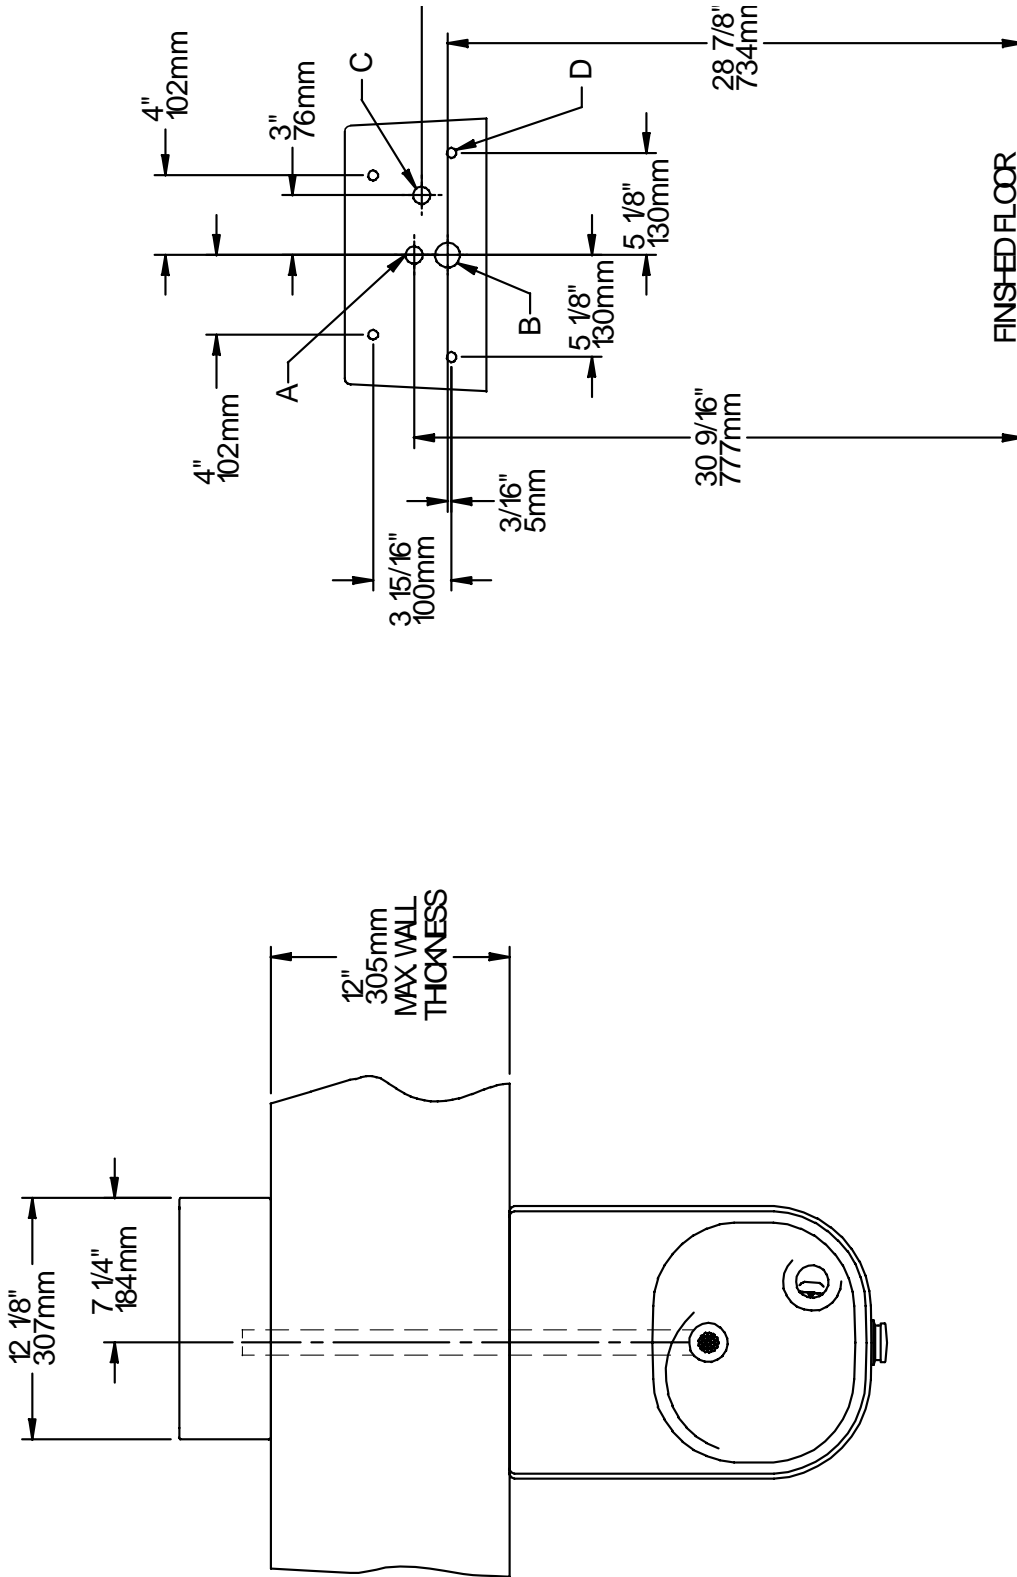 4"
102mm
3"
76mm
C
D
28 7/8"
734mm
4"
102mm
A
B
5 1/8"
130mm
5 1/8"
130mm
30 9/16"
777mm
3/16"
5mm
3 15/16"
100mm
FINISHED FLOOR
12"
305mm
MAX. WALL
THICKNESS
12 1/8"
307mm
7 1/4"
184mm